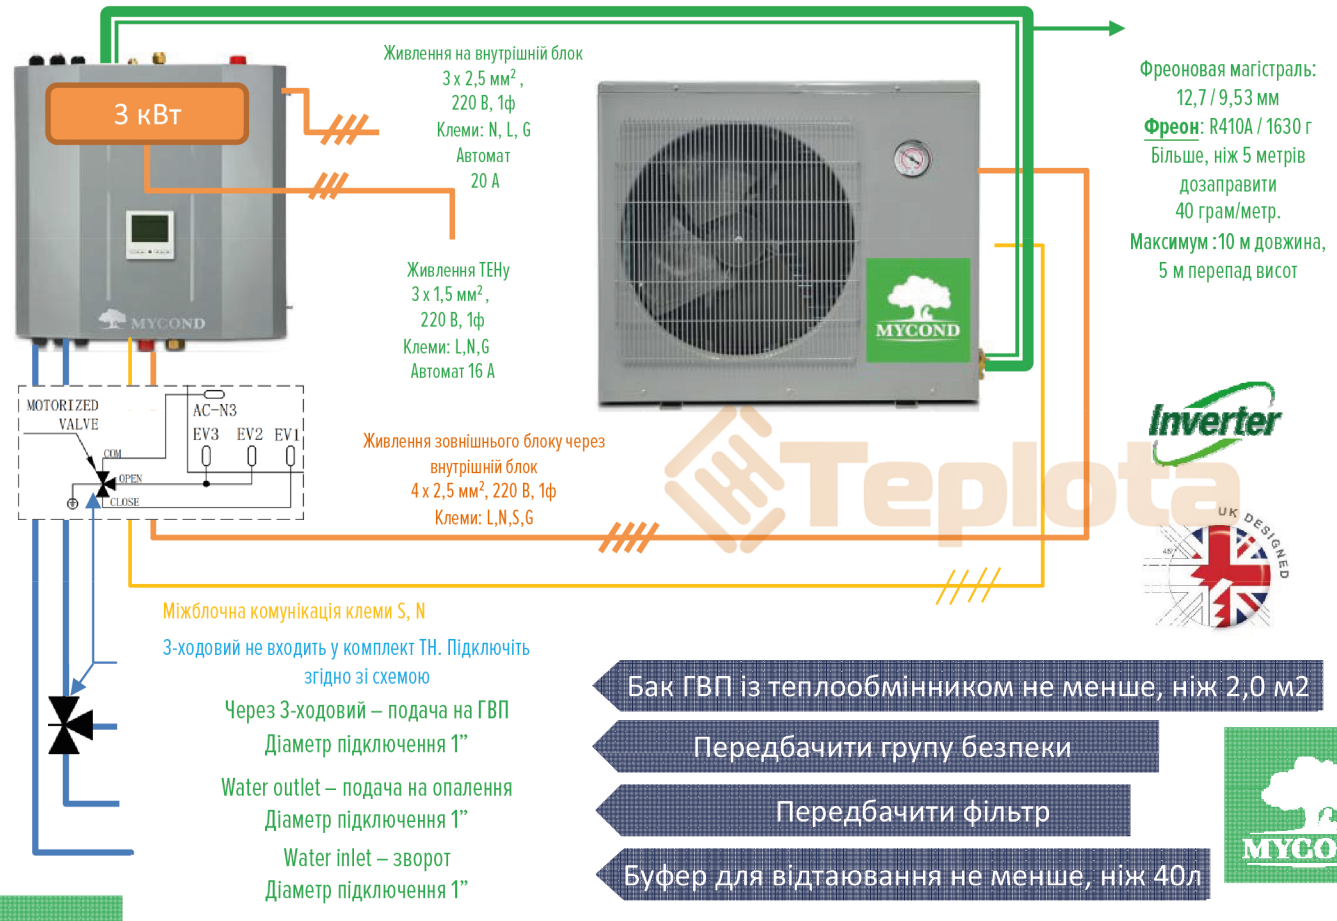 3 кВт
MYCOND
Живлення на внутрішній блок
3 x 2,5 мм² ,
220 В, 1ф
Клеми: N, L, G
Автомат
20 А
Живлення ТЕНу
3 x 1,5 мм² ,
220 В, 1ф
Клеми: L,N,G
Автомат 16 А
MYCOND
Фреоновая магістраль:
12,7 / 9,53 мм
Фреон: R410A / 1630 г
Більше, ніж 5 метрів
дозаправити
40 грам/метр.
Максимум :10 м довжина,
5 м перепад висот
MOTORIZED
VALVE
AC-N3
EV3 EV2 EV1
COM
OPEN
CLOSE
Живлення зовнішнього блоку через
внутрішній блок
4 x 2,5 мм², 220 В, 1ф
Клеми: L,N,S,G
Teplota
Inverter
UK DESIGNED
45°
Міжблочна комунікація клеми S, N
3-ходовий не входить у комплект ТН. Підключіть
згідно зі схемою
Через 3-ходовий – подача на ГВП
Діаметр підключення 1”
Water outlet – подача на опалення
Діаметр підключення 1”
Water inlet – зворот
Діаметр підключення 1”
Бак ГВП із теплообмінником не менше, ніж 2,0 м2
Передбачити групу безпеки
Передбачити фільтр
Буфер для відтаювання не менше, ніж 40л
MYCO